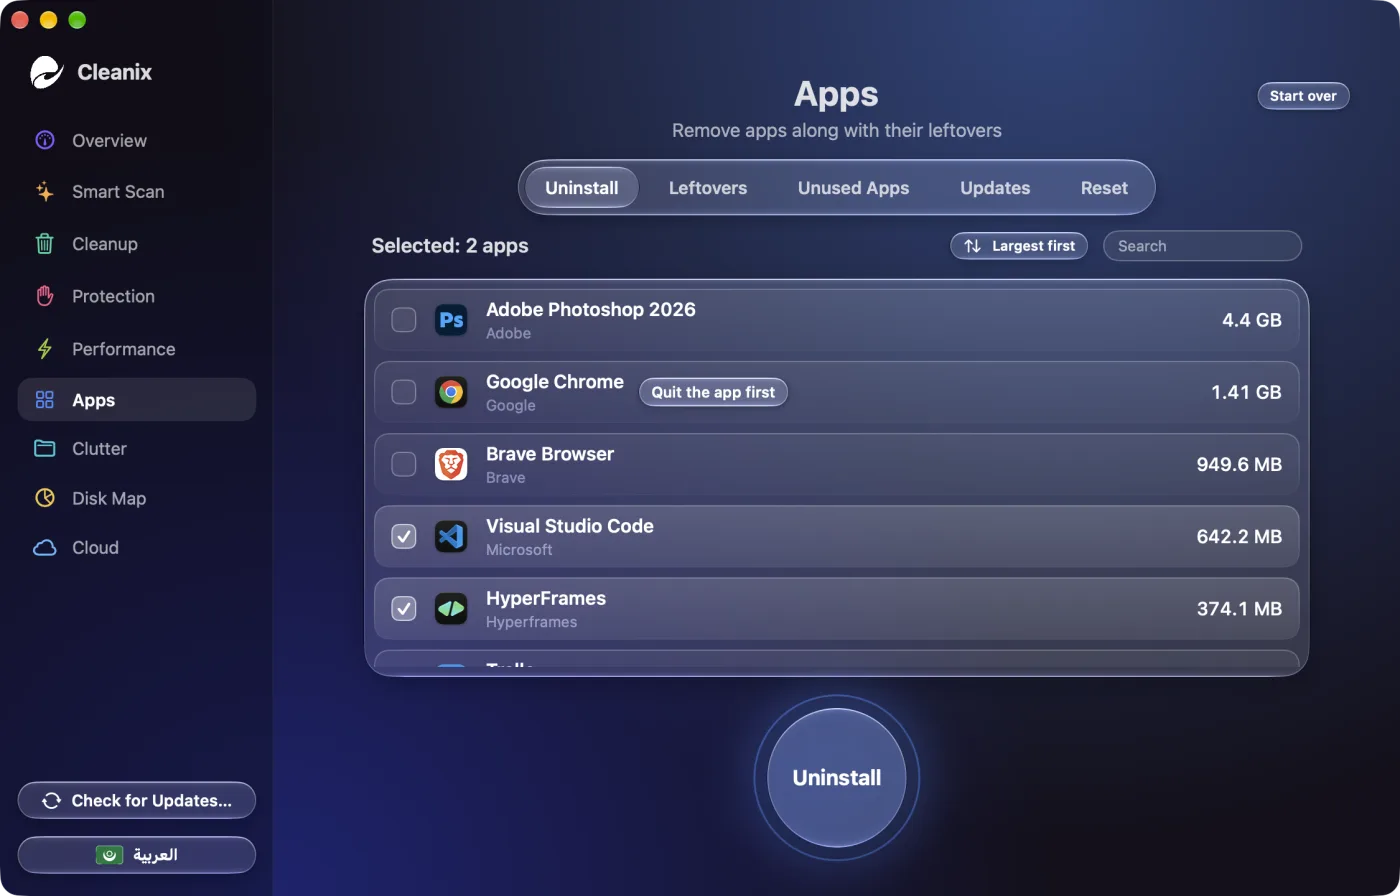 Cleanix
Overview
Smart Scan
Cleanup
Protection
Performance
Apps
Clutter
Disk Map
Cloud
Check for Updates...
العربية
Apps
Remove apps along with their leftovers
Start over
Uninstall
Leftovers
Unused Apps
Updates
Reset
Selected: 2 apps
Largest first
Search
Ps
Adobe Photoshop 2026
Adobe
4.4 GB
Google Chrome
Google
Quit the app first
1.41 GB
Brave Browser
Brave
949.6 MB
Visual Studio Code
Microsoft
642.2 MB
HyperFrames
Hyperframes
374.1 MB
Uninstall